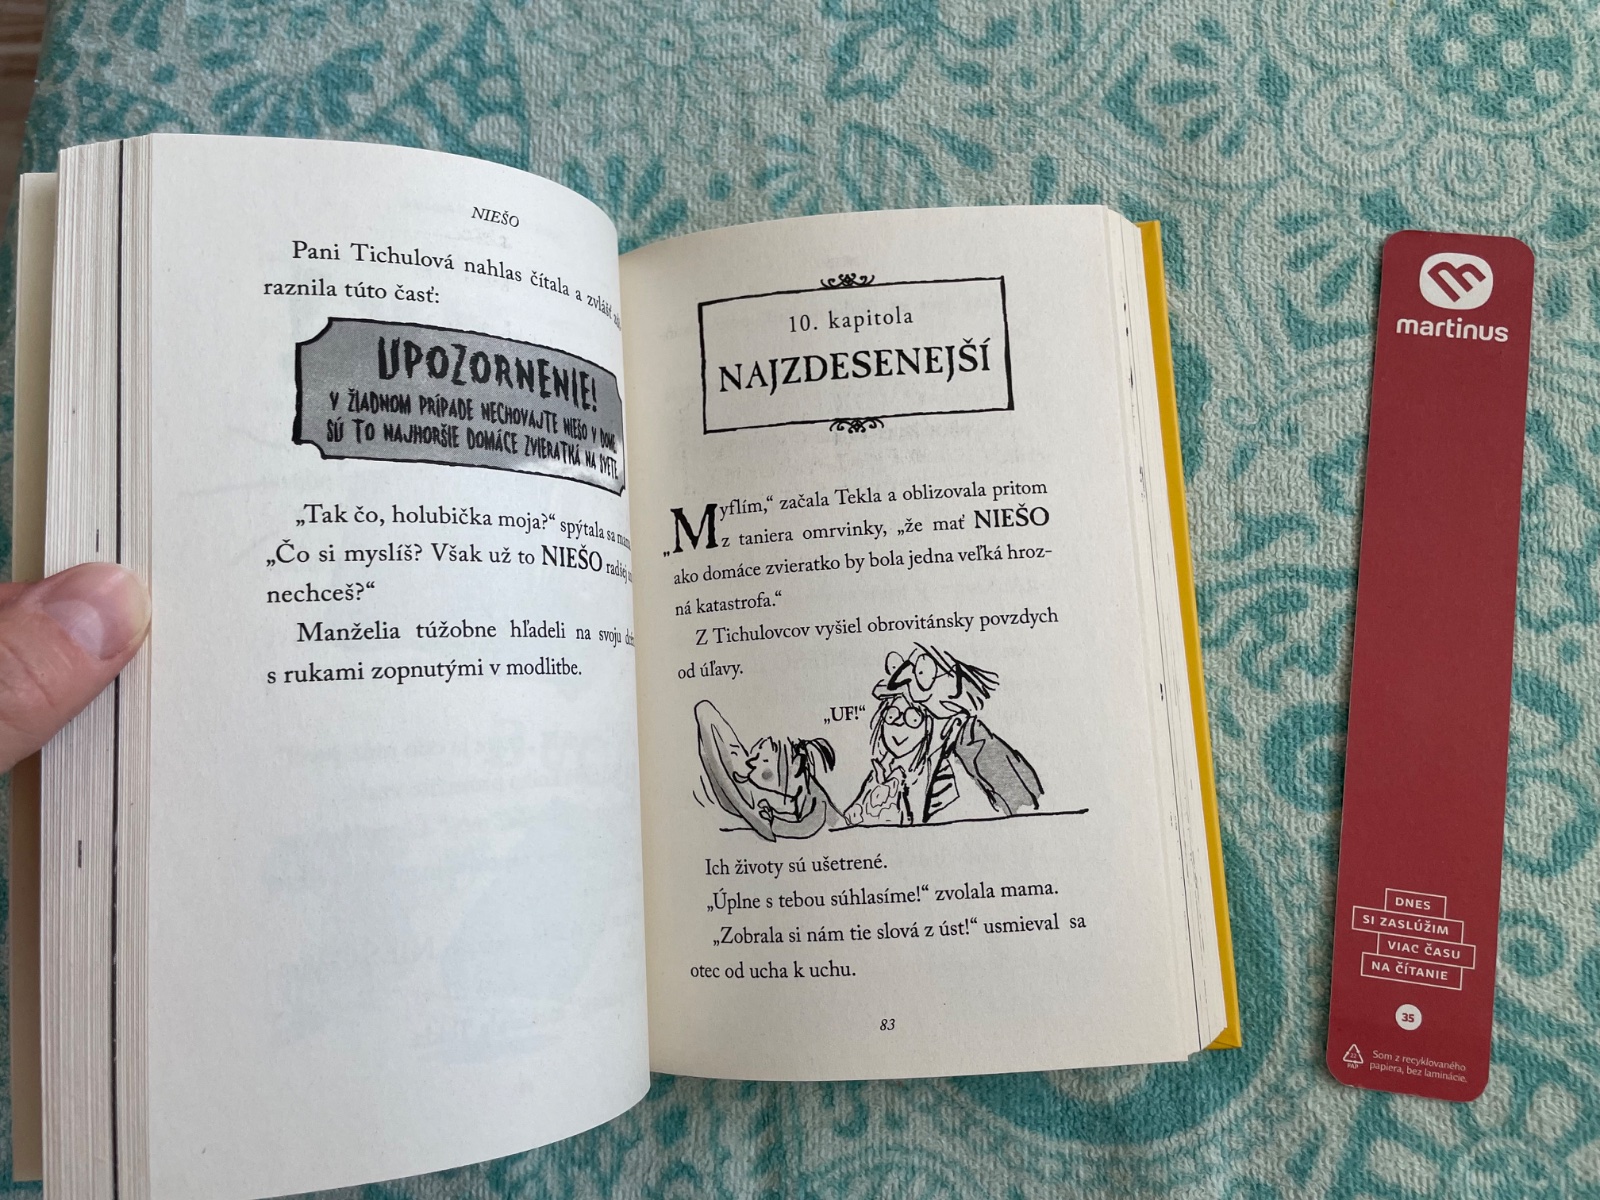 NIEŠO
Pani Tichulová nahlas čítala a zvlášť
raznila túto časť:
UPOZORNENIE!
V ŽIADNOM PRÍPADE NECHOVAJTE NIEŠO V DOME.
SÚ TO NAJHORŠIE DOMÁCE ZVIERATKÁ NA SVETE
„Tak čo, holubička moja?“ spýtala sa
„Čo si myslíš? Však už to NIEŠO radšej
nechceš?“
Manželia túžobne hľadeli na svoju
s rukami zopnutými v modlitbe.
10. kapitola
NAJZDESENEJŠÍ
„Myflím,“ začala Tekla a oblizovala pritom
z taniera omrvinky, „že mať NIEŠO
ako domáce zvieratko by bola jedna veľká hroz-
ná katastrofa.“
Z Tichulovcov vyšiel obrovitánsky povzdych
od úľavy.
„UF!“
Ich životy sú ušetrené.
„Úplne s tebou súhlasíme!“ zvolala mama.
„Zobrala si nám tie slová z úst!“ usmieval sa
otec od ucha k uchu.
83
martinus
DNES
SI ZASLÚŽIM
VIAC ČASU
NA ČÍTANIE
35
22
PAP
Som z recyklovaného
papiera, bez laminácie.